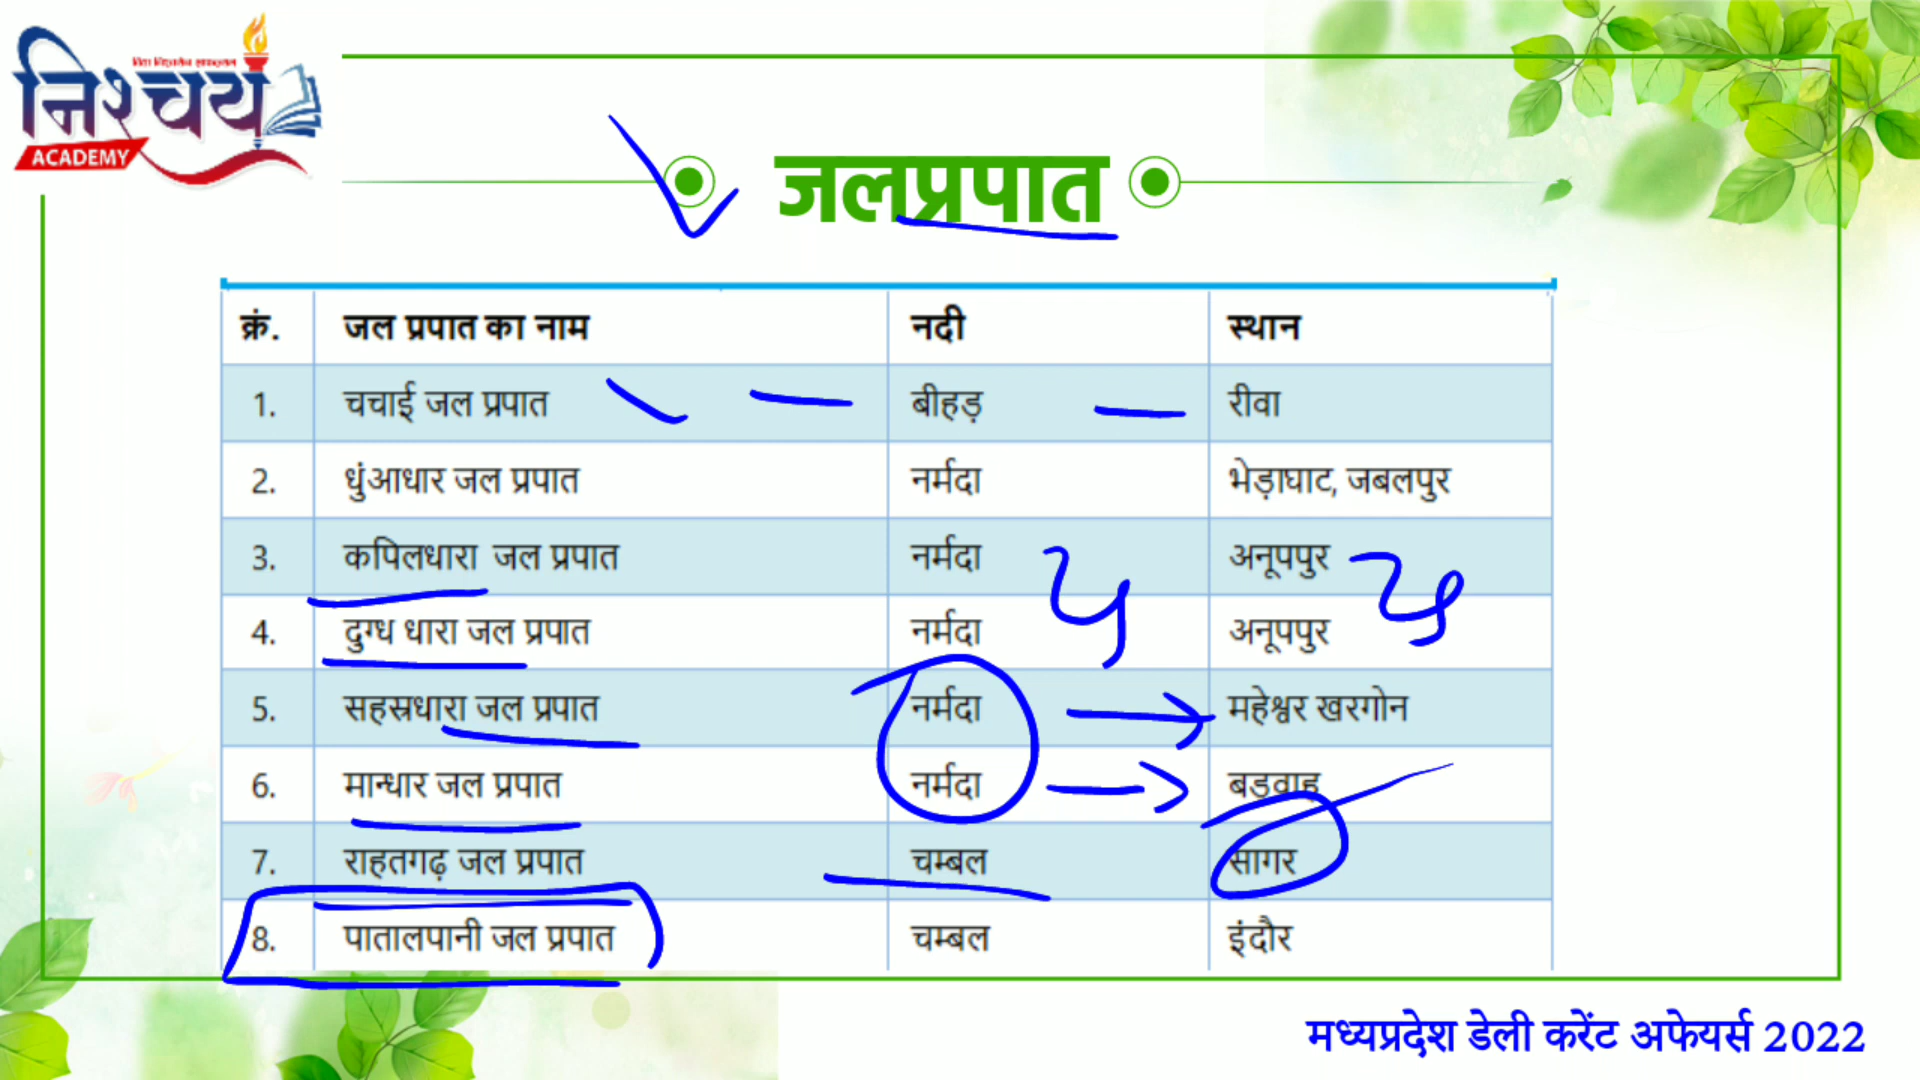 निश्चय
ACADEMY
जलप्रपात
क्रं. जल प्रपात का नाम नदी स्थान
1. चचाई जल प्रपात बीहड़ रीवा
2. धुंआधार जल प्रपात नर्मदा भेड़ाघाट, जबलपुर
3. कपिलधारा जल प्रपात नर्मदा अनूपपुर
4. दुग्ध धारा जल प्रपात नर्मदा अनूपपुर
5. सहस्रधारा जल प्रपात नर्मदा महेश्वर खरगोन
6. मान्धार जल प्रपात नर्मदा बडवाह
7. राहतगढ़ जल प्रपात चम्बल सागर
8. पातालपानी जल प्रपात चम्बल इंदौर
मध्यप्रदेश डेली करेंट अफेयर्स 2022